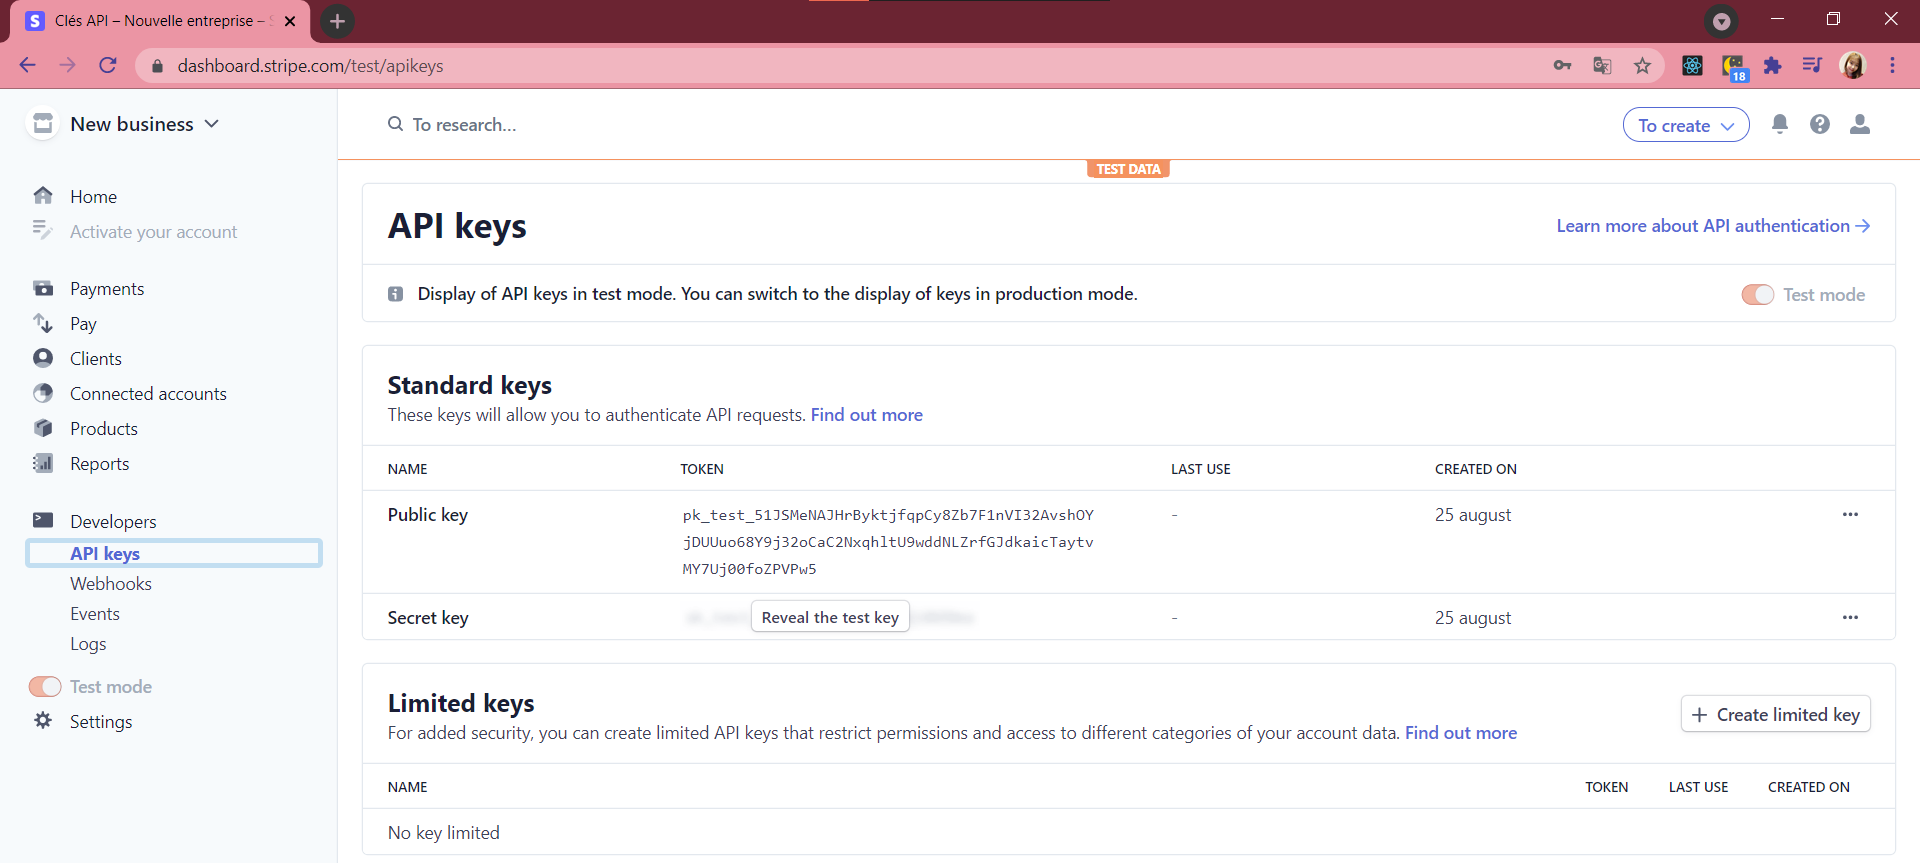 Clés API – Nouvelle entreprise –
dashboard.stripe.com/test/apikeys
18
New business
To research...
To create
TEST DATA
Home
Activate your account
Payments
Pay
Clients
Connected accounts
Products
Reports
Developers
API keys
Webhooks
Events
Logs
Test mode
Settings
API keys
Learn more about API authentication →
Display of API keys in test mode. You can switch to the display of keys in production mode.
Test mode
Standard keys
These keys will allow you to authenticate API requests. Find out more
NAME TOKEN LAST USE CREATED ON
Public key pk_test_51JSMeNAJHrByktjfqpCy8Zb7F1nVI32AvshOY - 25 august
jDUUuo68Y9j32oCaC2NxqhltU9wddNLZrfGJdkaicTaytv
MY7Uj00foZPVPw5
Secret key Reveal the test key - 25 august
Limited keys
For added security, you can create limited API keys that restrict permissions and access to different categories of your account data. Find out more
+ Create limited key
NAME TOKEN LAST USE CREATED ON
No key limited